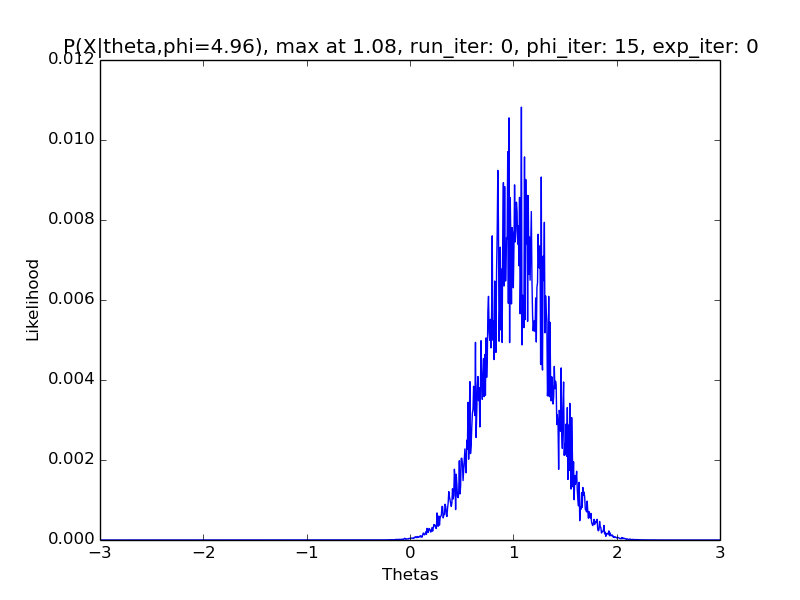 P(X|theta,phi=4.96), max at 1.08, run_iter: 0, phi_iter: 15, exp_iter: 0
0.012
0.010
0.008
0.006
0.004
0.002
0.000
Likelihood
−3 −2 −1 0 1 2 3
Thetas